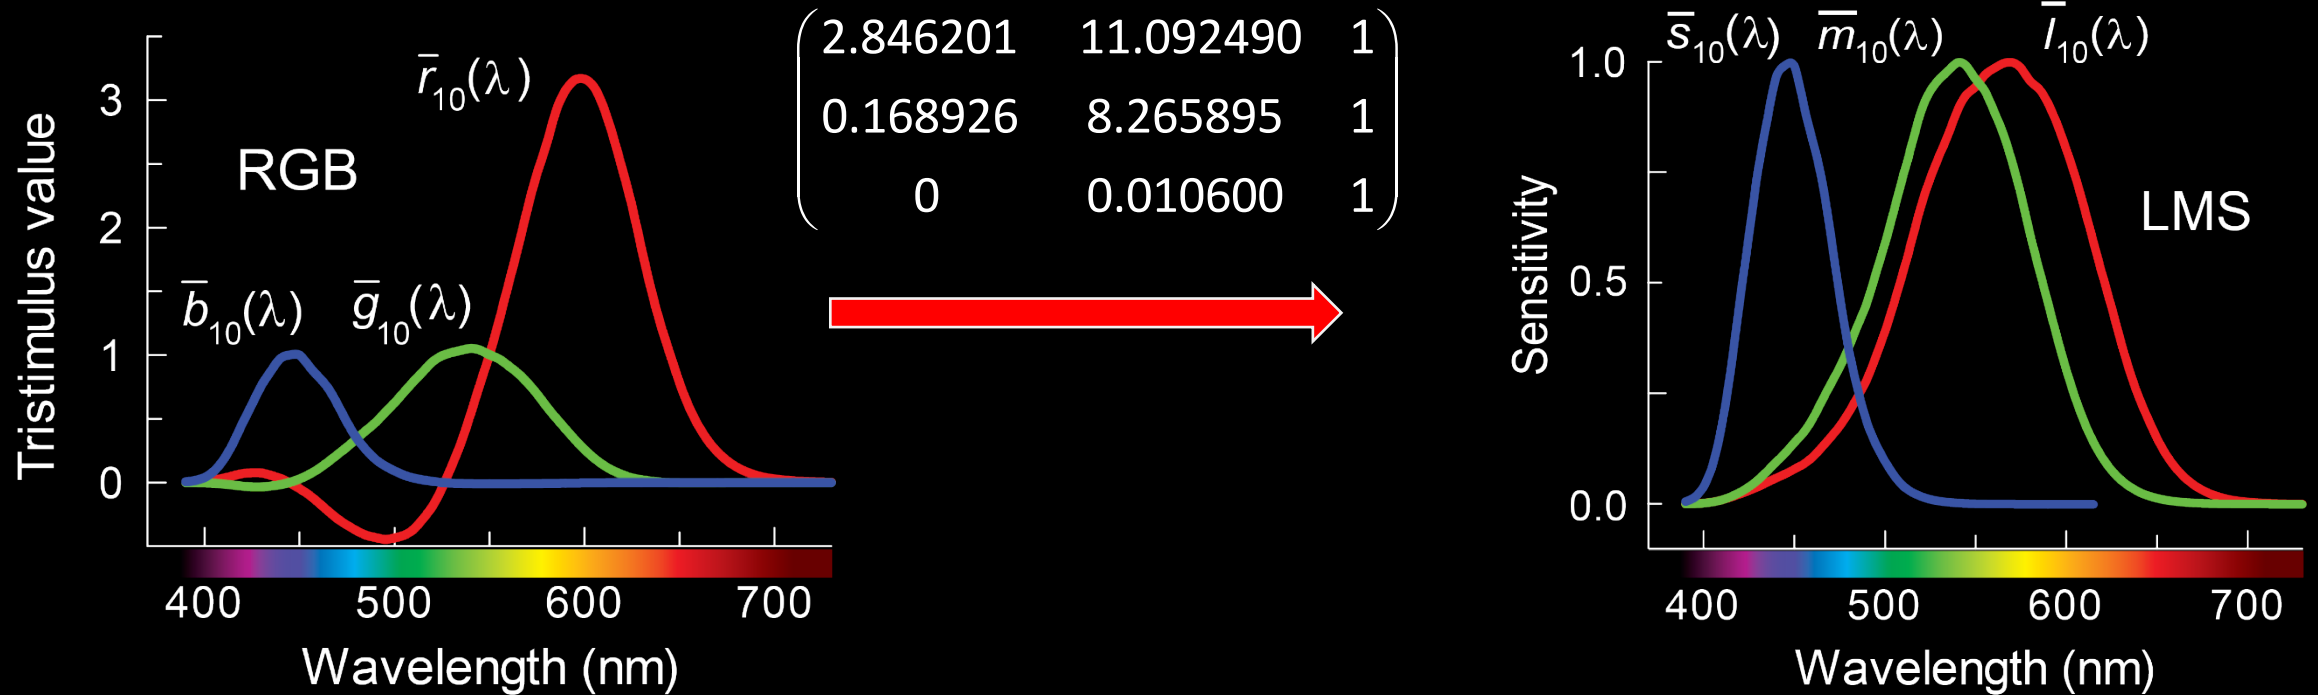 Tristimulus value
3
2
1
0
RGB
r̅₁₀(λ)
b̅₁₀(λ)
g̅₁₀(λ)
400 500 600 700
Wavelength (nm)
2.846201 11.092490 1
0.168926 8.265895 1
0 0.010600 1
s̅₁₀(λ) m̅₁₀(λ) l̅₁₀(λ)
Sensitivity
1.0
0.5
0.0
LMS
400 500 600 700
Wavelength (nm)